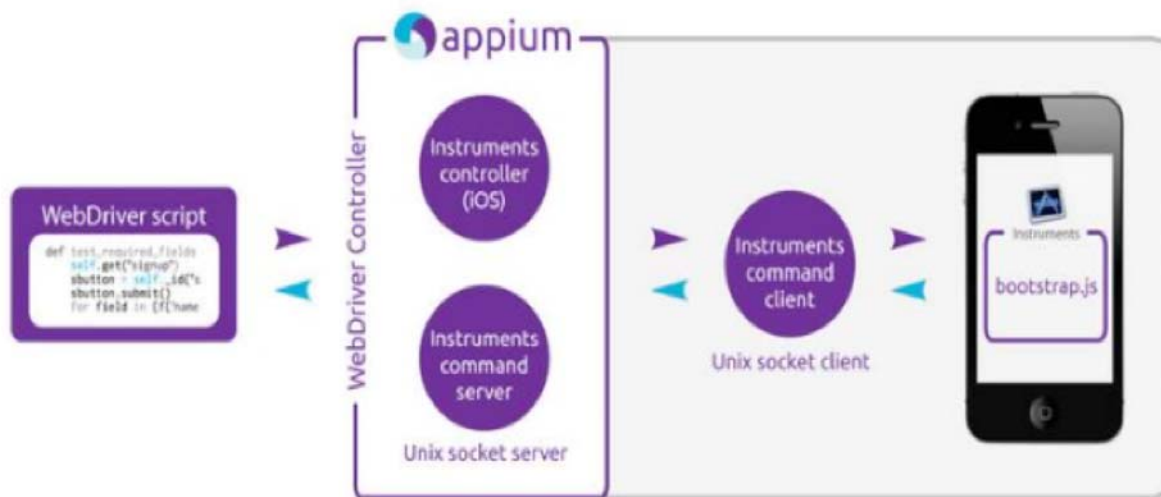 appium
WebDriver Controller
WebDriver script
def test_required_fields
self.get("signup")
sbutton = self._id("s
sbutton.submit()
for field in [f['name
Instruments
controller
(iOS)
Instruments
command
server
Unix socket server
Instruments
command
client
Unix socket client
Instruments
bootstrap.js